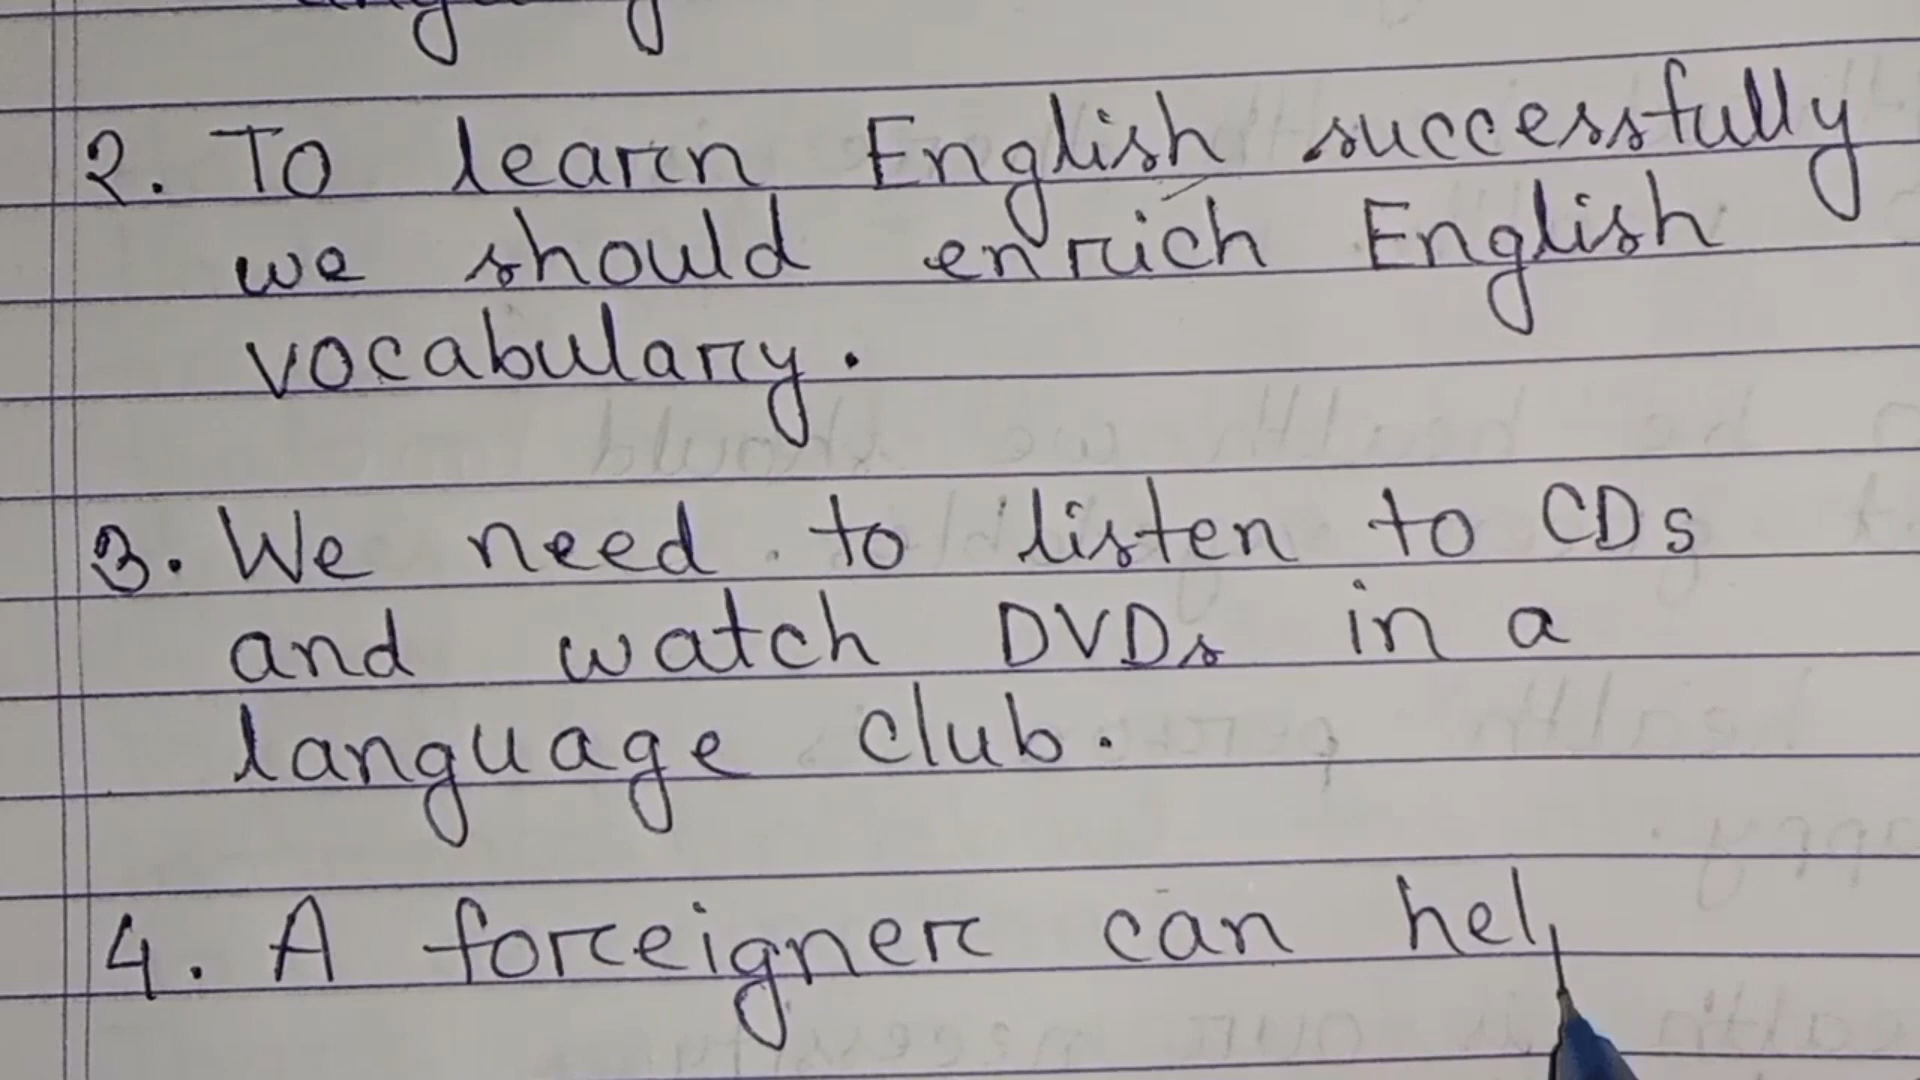 2. To learn English successfully
we should enrich English
vocabulary.
3. We need to listen to CDs
and watch DVDs in a
language club.
4. A foreigner can hel